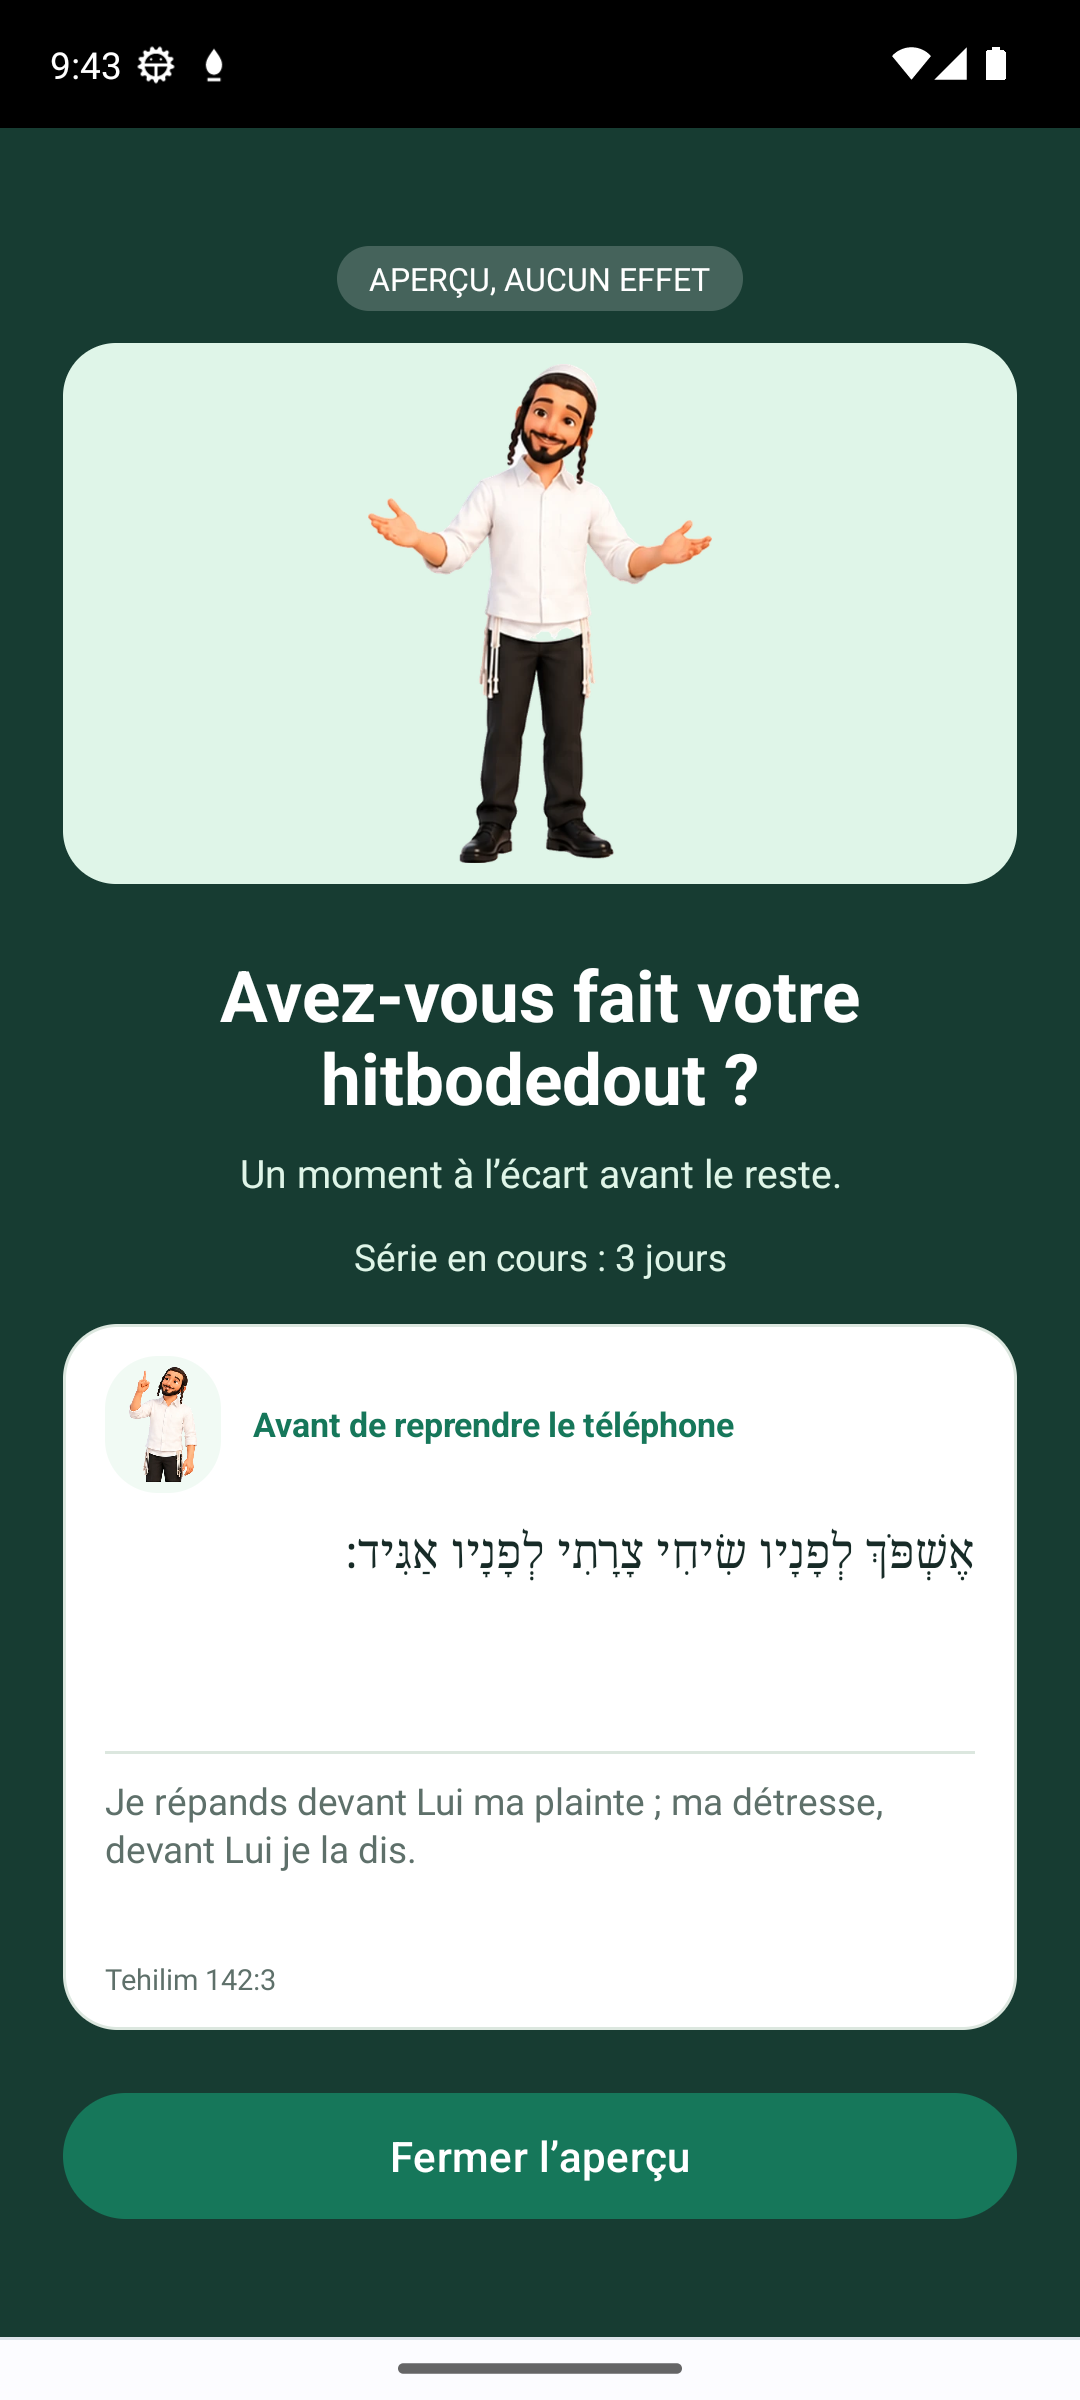 9:43
APERÇU, AUCUN EFFET
Avez-vous fait votre
hitbodedout ?
Un moment à l’écart avant le reste.
Série en cours : 3 jours
Avant de reprendre le téléphone
אֶשְׁפֹּךְ לְפָנָיו שִׂיחִי צָרָתִי לְפָנָיו אַגִּיד:
Je répands devant Lui ma plainte ; ma détresse,
devant Lui je la dis.
Tehilim 142:3
Fermer l’aperçu